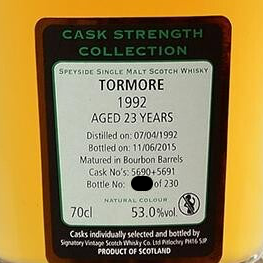 CASK STRENGTH
COLLECTION
SPEYSIDE SINGLE MALT SCOTCH WHISKY
TORMORE
1992
AGED 23 YEARS
Distilled on: 07/04/1992
Bottled on: 11/06/2015
Matured in Bourbon Barrels
Cask No's: 5690+5691
Bottle No: of 230
NATURAL COLOUR
70cl 53.0%vol.
Casks individually selected and bottled by
Signatory Vintage Scotch Whisky Co. Ltd Pitlochry PH16 5JP
PRODUCT OF SCOTLAND